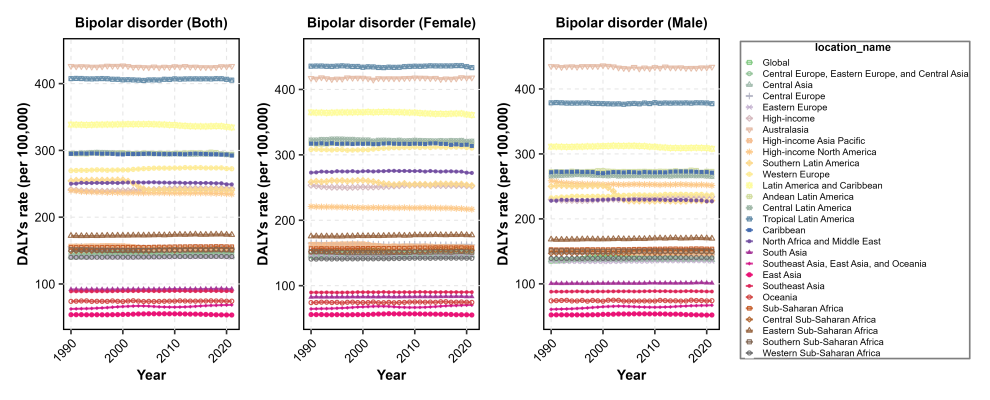 Bipolar disorder (Both)
Bipolar disorder (Female)
Bipolar disorder (Male)
DALYs rate (per 100,000)
400
300
200
100
1990
2000
2010
2020
Year
DALYs rate (per 100,000)
400
300
200
100
1990
2000
2010
2020
Year
DALYs rate (per 100,000)
400
300
200
100
1990
2000
2010
2020
Year
location_name
Global
Central Europe, Eastern Europe, and Central Asia
Central Asia
Central Europe
Eastern Europe
High-income
Australasia
High-income Asia Pacific
High-income North America
Southern Latin America
Western Europe
Latin America and Caribbean
Andean Latin America
Central Latin America
Tropical Latin America
Caribbean
North Africa and Middle East
South Asia
Southeast Asia, East Asia, and Oceania
East Asia
Southeast Asia
Oceania
Sub-Saharan Africa
Central Sub-Saharan Africa
Eastern Sub-Saharan Africa
Southern Sub-Saharan Africa
Western Sub-Saharan Africa